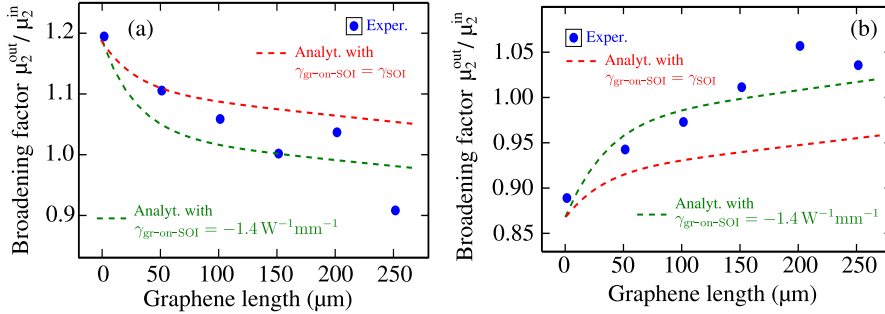 (a)
Exper.
Analyt. with
γgr-on-SOI = γSOI
Analyt. with
γgr-on-SOI = −1.4 W⁻¹mm⁻¹
Broadening factor μ₂ᵒᵘᵗ/μ₂ⁱⁿ
1.2
1.1
1.0
0.9
0 50 100 150 200 250
Graphene length (μm)
(b)
Exper.
Analyt. with
γgr-on-SOI = γSOI
Analyt. with
γgr-on-SOI = −1.4 W⁻¹mm⁻¹
Broadening factor μ₂ᵒᵘᵗ/μ₂ⁱⁿ
1.05
1.00
0.95
0.90
0.85
0 50 100 150 200 250
Graphene length (μm)